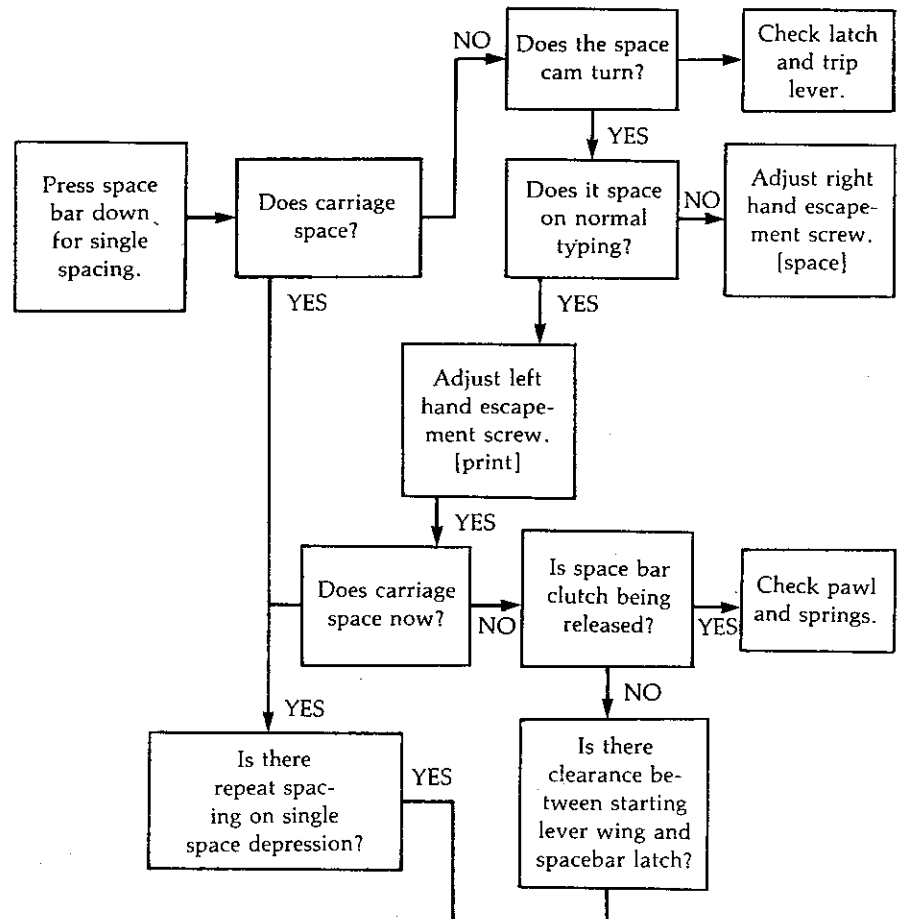 NO
Does the space
cam turn?
Check latch
and trip
lever.
YES
Press space
bar down
for single
spacing.
Does carriage
space?
Does it space
on normal
typing?
NO
Adjust right
hand escape-
ment screw.
[space]
YES
YES
Adjust left
hand escape-
ment screw.
[print]
YES
Does carriage
space now?
NO
Is space bar
clutch being
released?
YES
Check pawl
and springs.
NO
YES
Is there
repeat spac-
ing on single
space depression?
YES
Is there
clearance be-
tween starting
lever wing and
spacebar latch?